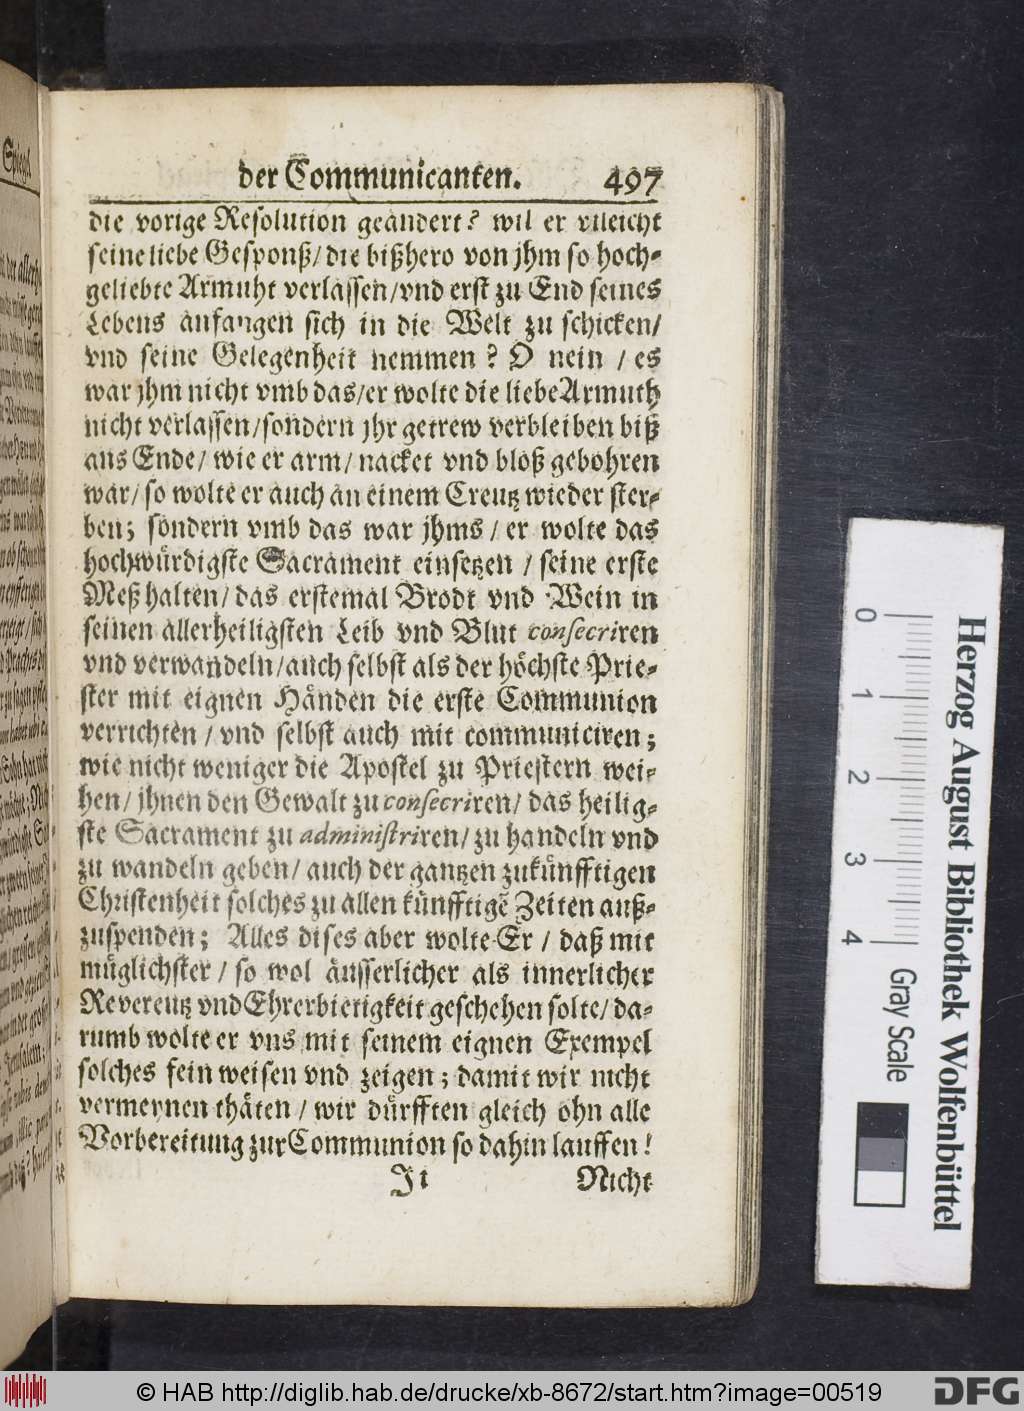 der Communicanten. 497
die vorige Resolution geändert? wil er vileicht
seine liebe Gesponß/ die bißhero von jhm so hoch-
geliebte Armuht verlassen/vnd erst zu End seines
Lebens anfangen sich in die Welt zu schicken/
vnd seine Gelegenheit nemmen? O nein / es
war jhm nicht vmb das/er wolte die liebe Armuth
nicht verlassen/sondern jhr getrew verbleiben biß
ans Ende/ wie er arm/ nacket vnd bloß gebohren
war/ so wolte er auch an einem Creutz wieder ster-
ben; sondern vmb das war jhms / er wolte das
hochwürdigste Sacrament einsetzen / seine erste
Meß halten/ das erstemal Brodt vnd Wein in
seinen allerheiligsten Leib vnd Blut consecriren
vnd verwandeln/auch selbst als der höchste Prie-
ster mit eignen Händen die erste Communion
verrichten / vnd selbst auch mit communiciren;
wie nicht weniger die Apostel zu Priestern wei-
hen/ jhnen den Gewalt zu consecriren/ das heilig-
ste Sacrament zu administriren/ zu handeln vnd
zu wandeln geben/ auch der gantzen zukünfftigen
Christenheit solches zu allen künfftigẽ Zeiten auß-
zuspenden; Alles dises aber wolte Er / daß mit
müglichster / so wol äusserlicher als innerlicher
Reverentz vnd Ehrerbietigkeit geschehen solte/ da-
rumb wolte er vns mit seinem eignen Exempel
solches fein weisen vnd zeigen; damit wir nicht
vermeynen thäten / wir dürfften gleich ohn alle
Vorbereitung zur Communion so dahin lauffen!
Ii Nicht
0 1 2 3 4
Gray Scale
Herzog August Bibliothek Wolfenbüttel
© HAB http://diglib.hab.de/drucke/xb-8672/start.htm?image=00519
DFG